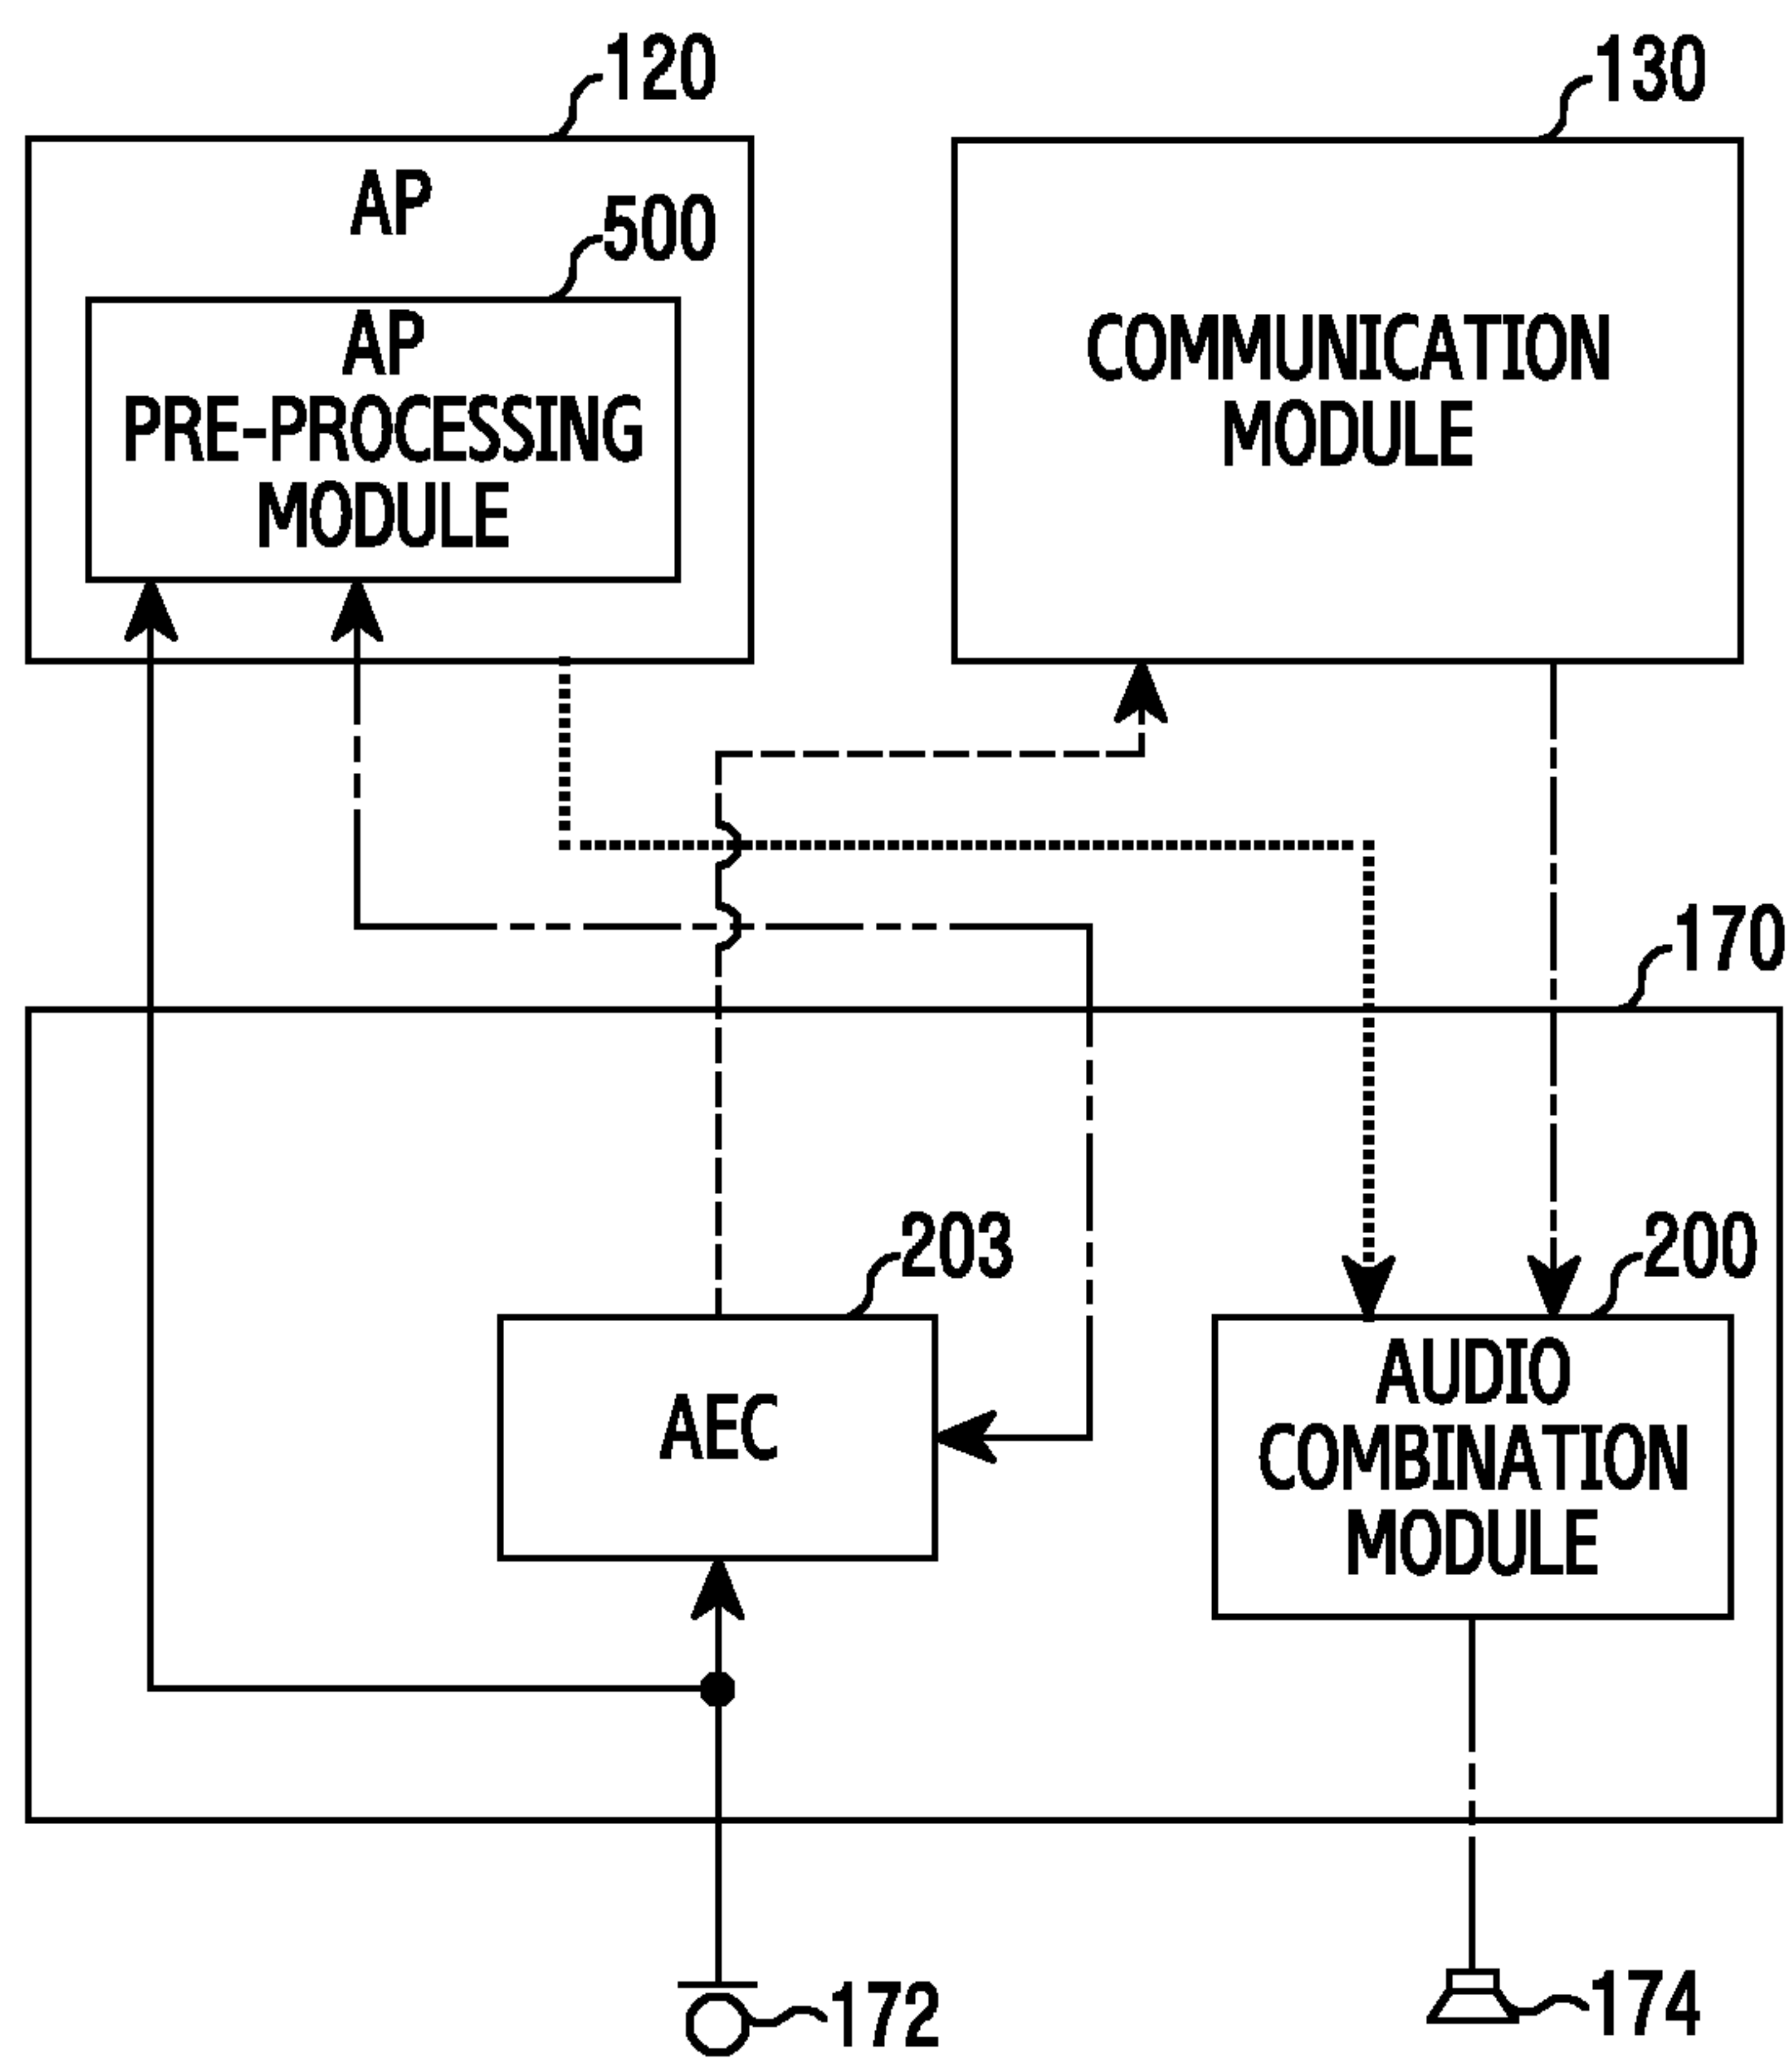 120
130
AP
500
AP
PRE-PROCESSING
MODULE
COMMUNICATION
MODULE
170
203
200
AEC
AUDIO
COMBINATION
MODULE
172
174